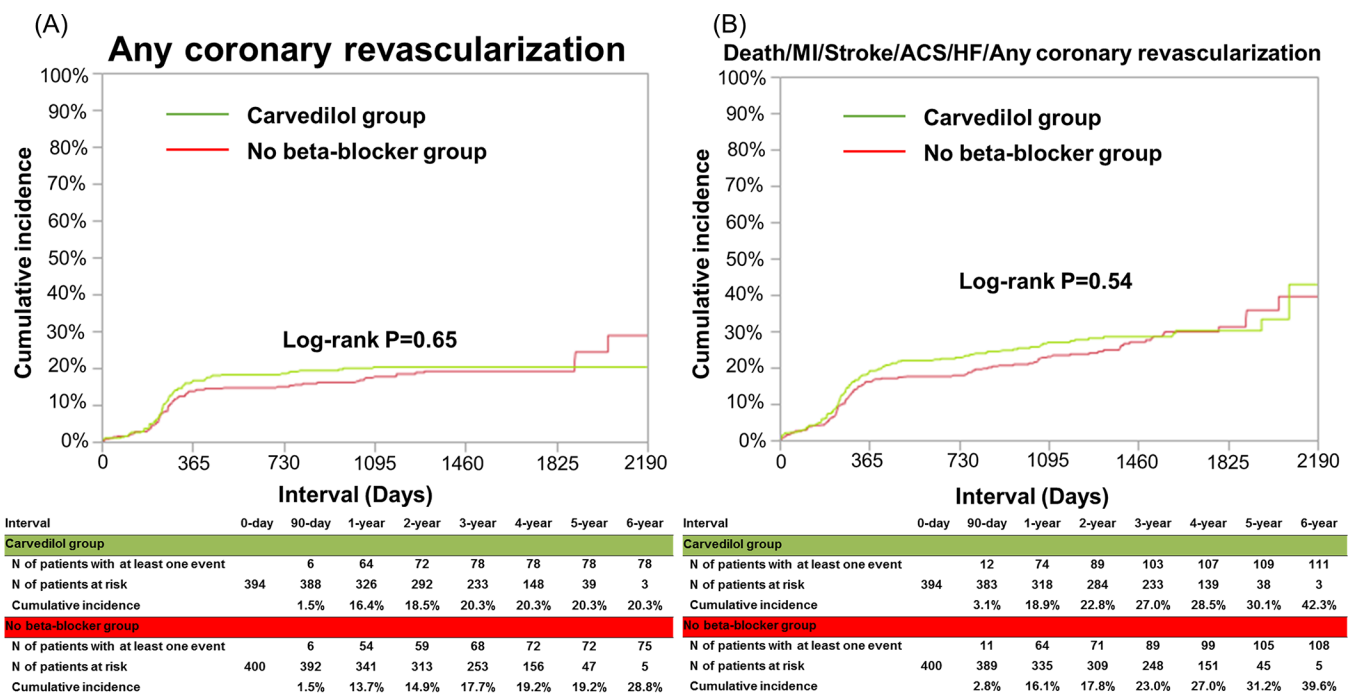 (A)
Any coronary revascularization
100%
90%
80%
70%
60%
50%
40%
30%
20%
10%
0%
Cumulative incidence
Carvedilol group
No beta-blocker group
Log-rank P=0.65
0 365 730 1095 1460 1825 2190
Interval (Days)
Interval 0-day 90-day 1-year 2-year 3-year 4-year 5-year 6-year
Carvedilol group
N of patients with at least one event 6 64 72 78 78 78 78
N of patients at risk 394 388 326 292 233 148 39 3
Cumulative incidence 1.5% 16.4% 18.5% 20.3% 20.3% 20.3% 20.3%
No beta-blocker group
N of patients with at least one event 6 54 59 68 72 72 75
N of patients at risk 400 392 341 313 253 156 47 5
Cumulative incidence 1.5% 13.7% 14.9% 17.7% 19.2% 19.2% 28.8%
(B)
Death/MI/Stroke/ACS/HF/Any coronary revascularization
100%
90%
80%
70%
60%
50%
40%
30%
20%
10%
0%
Cumulative incidence
Carvedilol group
No beta-blocker group
Log-rank P=0.54
0 365 730 1095 1460 1825 2190
Interval (Days)
Interval 0-day 90-day 1-year 2-year 3-year 4-year 5-year 6-year
Carvedilol group
N of patients with at least one event 12 74 89 103 107 109 111
N of patients at risk 394 383 318 284 233 139 38 3
Cumulative incidence 3.1% 18.9% 22.8% 27.0% 28.5% 30.1% 42.3%
No beta-blocker group
N of patients with at least one event 11 64 71 89 99 105 108
N of patients at risk 400 389 335 309 248 151 45 5
Cumulative incidence 2.8% 16.1% 17.8% 23.0% 27.0% 31.2% 39.6%